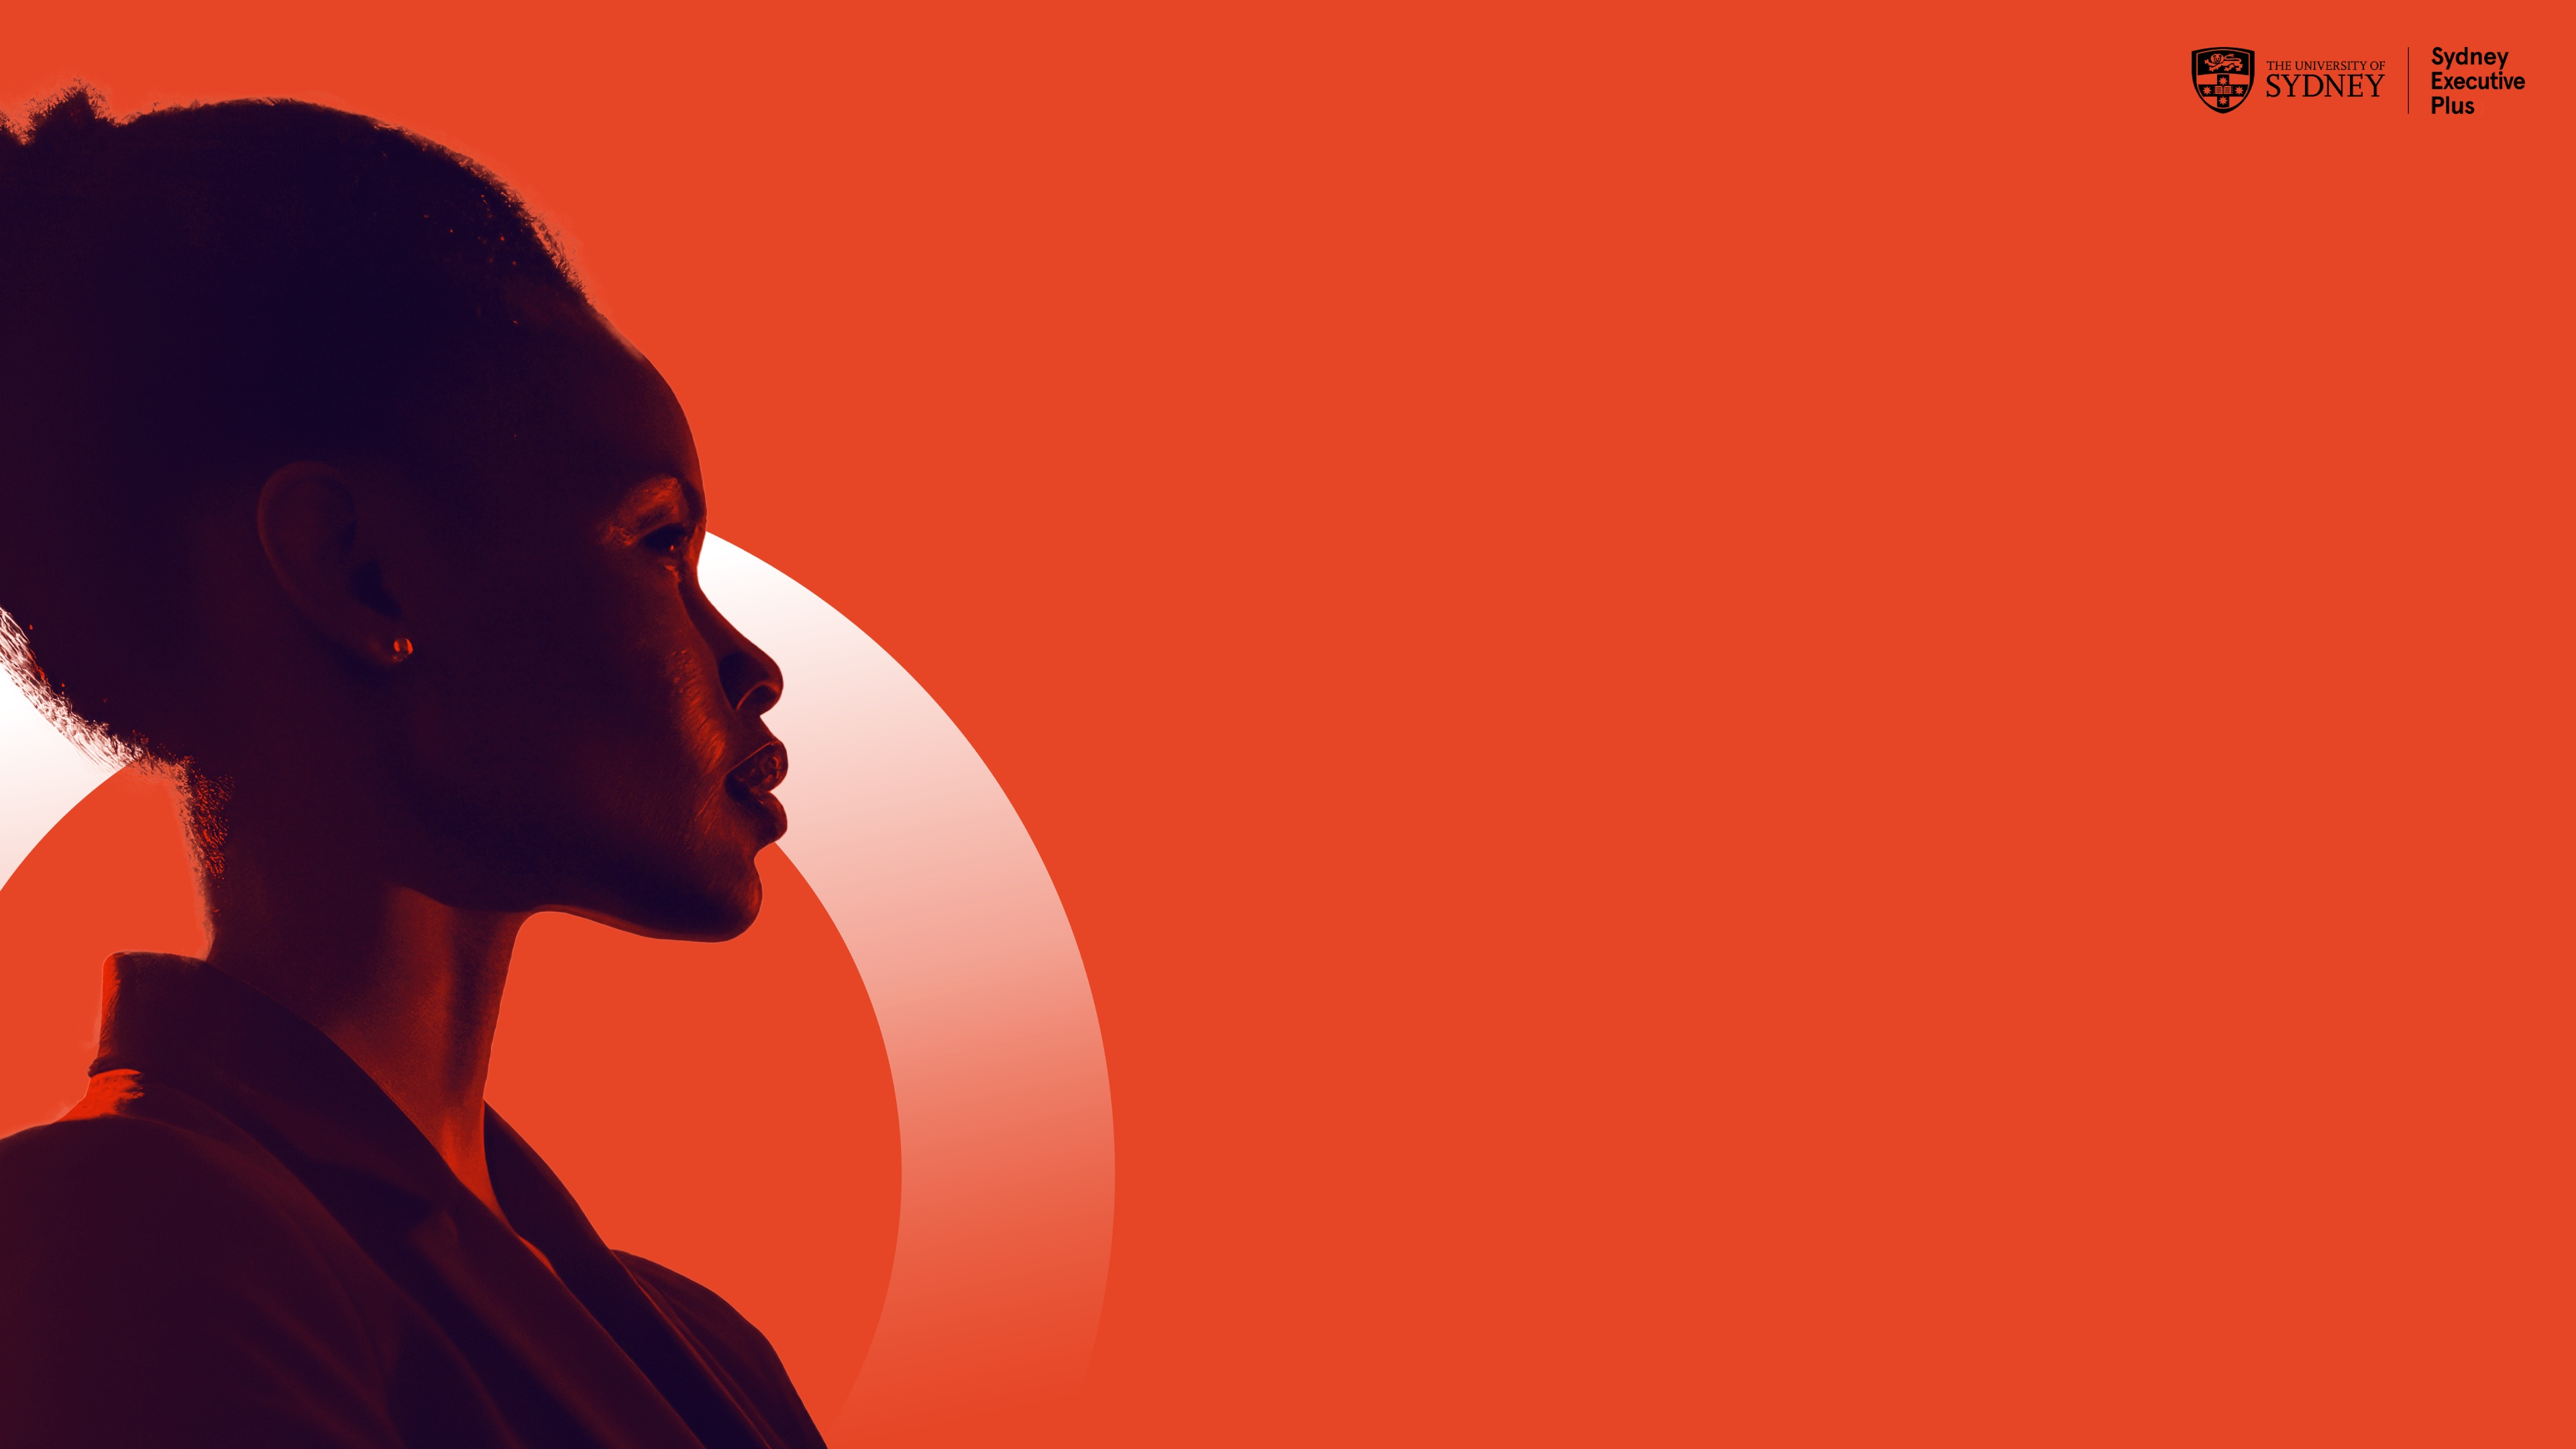 THE UNIVERSITY OF
SYDNEY
Sydney
Executive
Plus